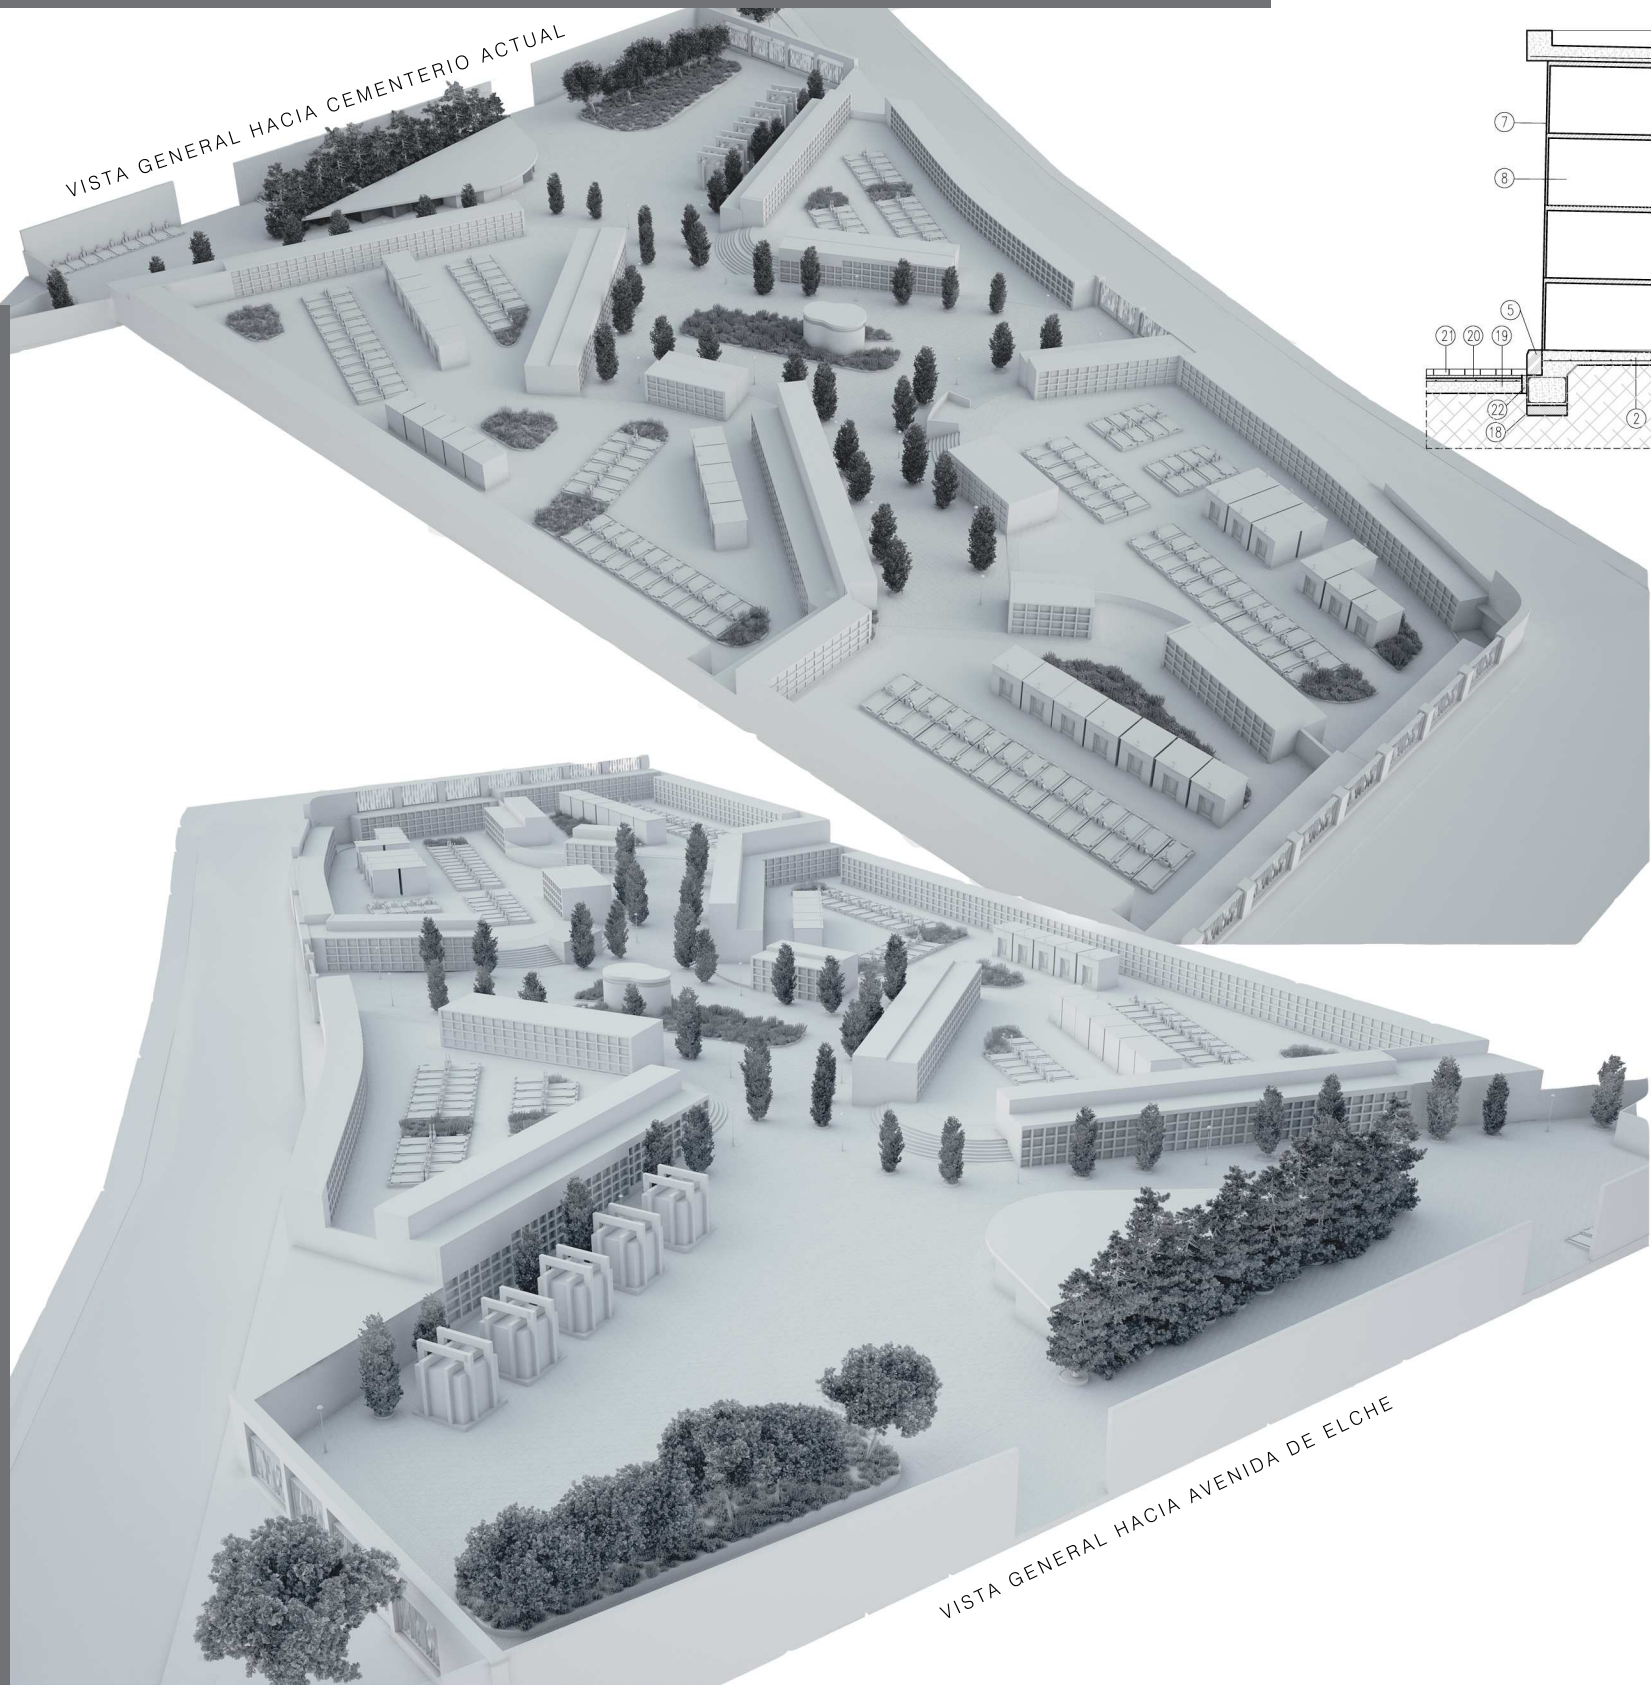 VISTA GENERAL HACIA CEMENTERIO ACTUAL
7
8
5
21 20 19
22
2
18
VISTA GENERAL HACIA AVENIDA DE ELCHE